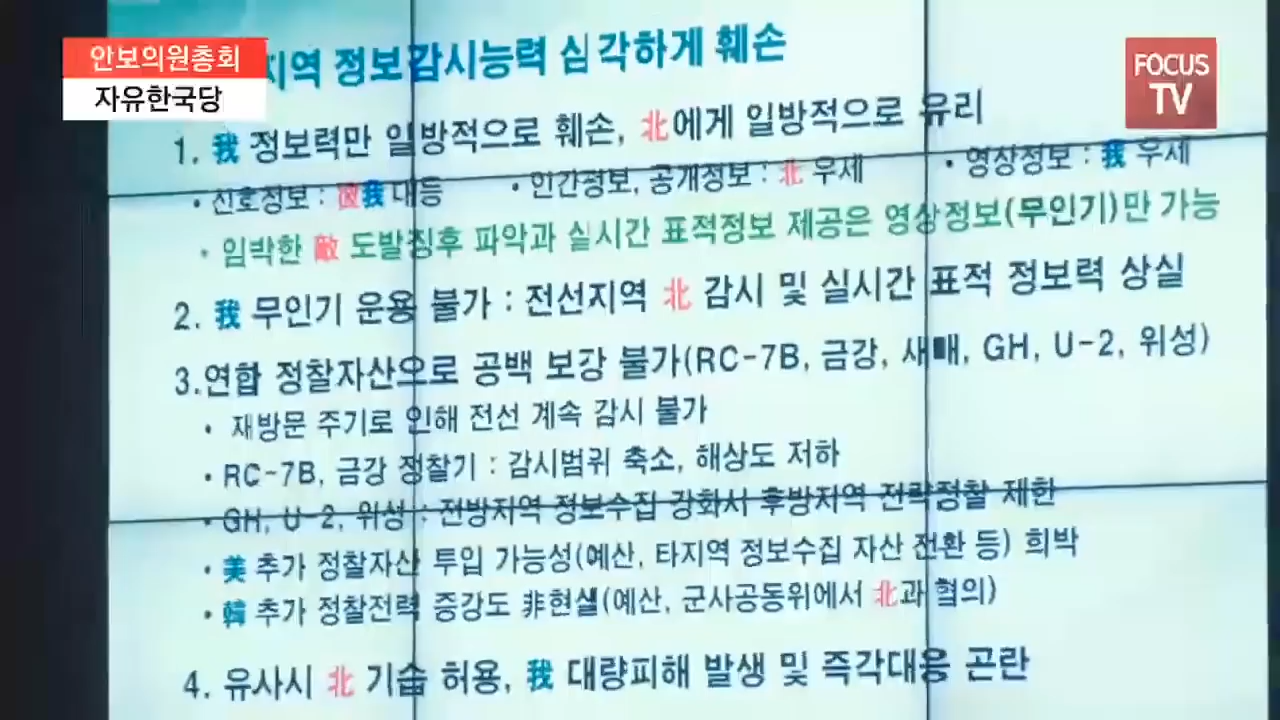 안보의원총회
자유한국당
FOCUS
TV
지역 정보감시능력 심각하게 훼손
1. 我 정보력만 일방적으로 훼손, 北에게 일방적으로 유리
• 신호정보 : 彼我 대등 • 인간정보, 공개정보 : 北 우세 • 영상정보 : 我 우세
• 임박한 敵 도발징후 파악과 실시간 표적정보 제공은 영상정보(무인기)만 가능
2. 我 무인기 운용 불가 : 전선지역 北 감시 및 실시간 표적 정보력 상실
3.연합 정찰자산으로 공백 보강 불가(RC-7B, 금강, 새매, GH, U-2, 위성)
• 재방문 주기로 인해 전선 계속 감시 불가
• RC-7B, 금강 정찰기 : 감시범위 축소, 해상도 저하
• GH, U-2, 위성 : 전방지역 정보수집 강화시 후방지역 전략정찰 제한
• 美 추가 정찰자산 투입 가능성(예산, 타지역 정보수집 자산 전환 등) 희박
• 韓 추가 정찰전력 증강도 非현실(예산, 군사공동위에서 北과 협의)
4. 유사시 北 기습 허용, 我 대량피해 발생 및 즉각대응 곤란